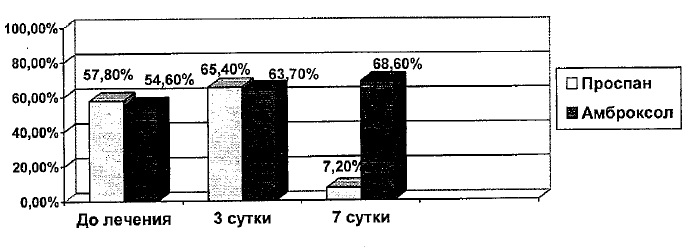 100,00%
80,00%
60,00%
40,00%
20,00%
0,00%
57,80%
54,60%
65,40%
63,70%
7,20%
68,60%
До лечения
3 сутки
7 сутки
Проспан
Амброксол